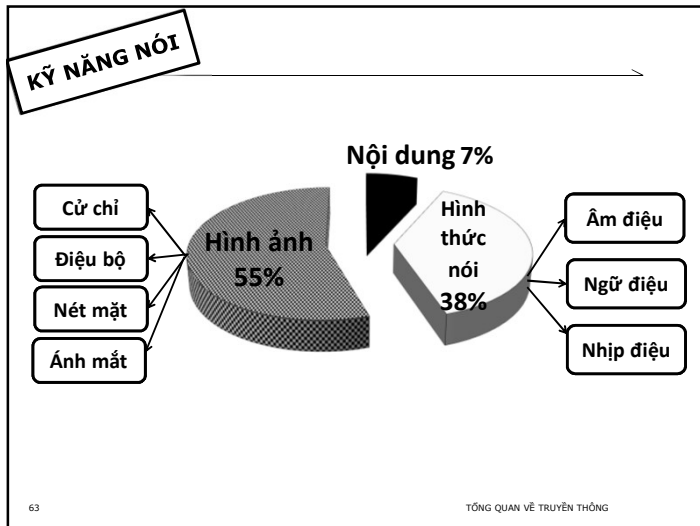 KỸ NĂNG NÓI
Nội dung 7%
Cử chỉ
Điệu bộ
Nét mặt
Ánh mắt
Hình ảnh
55%
Hình
thức
nói
38%
Âm điệu
Ngữ điệu
Nhịp điệu
63
TỔNG QUAN VỀ TRUYỀN THÔNG